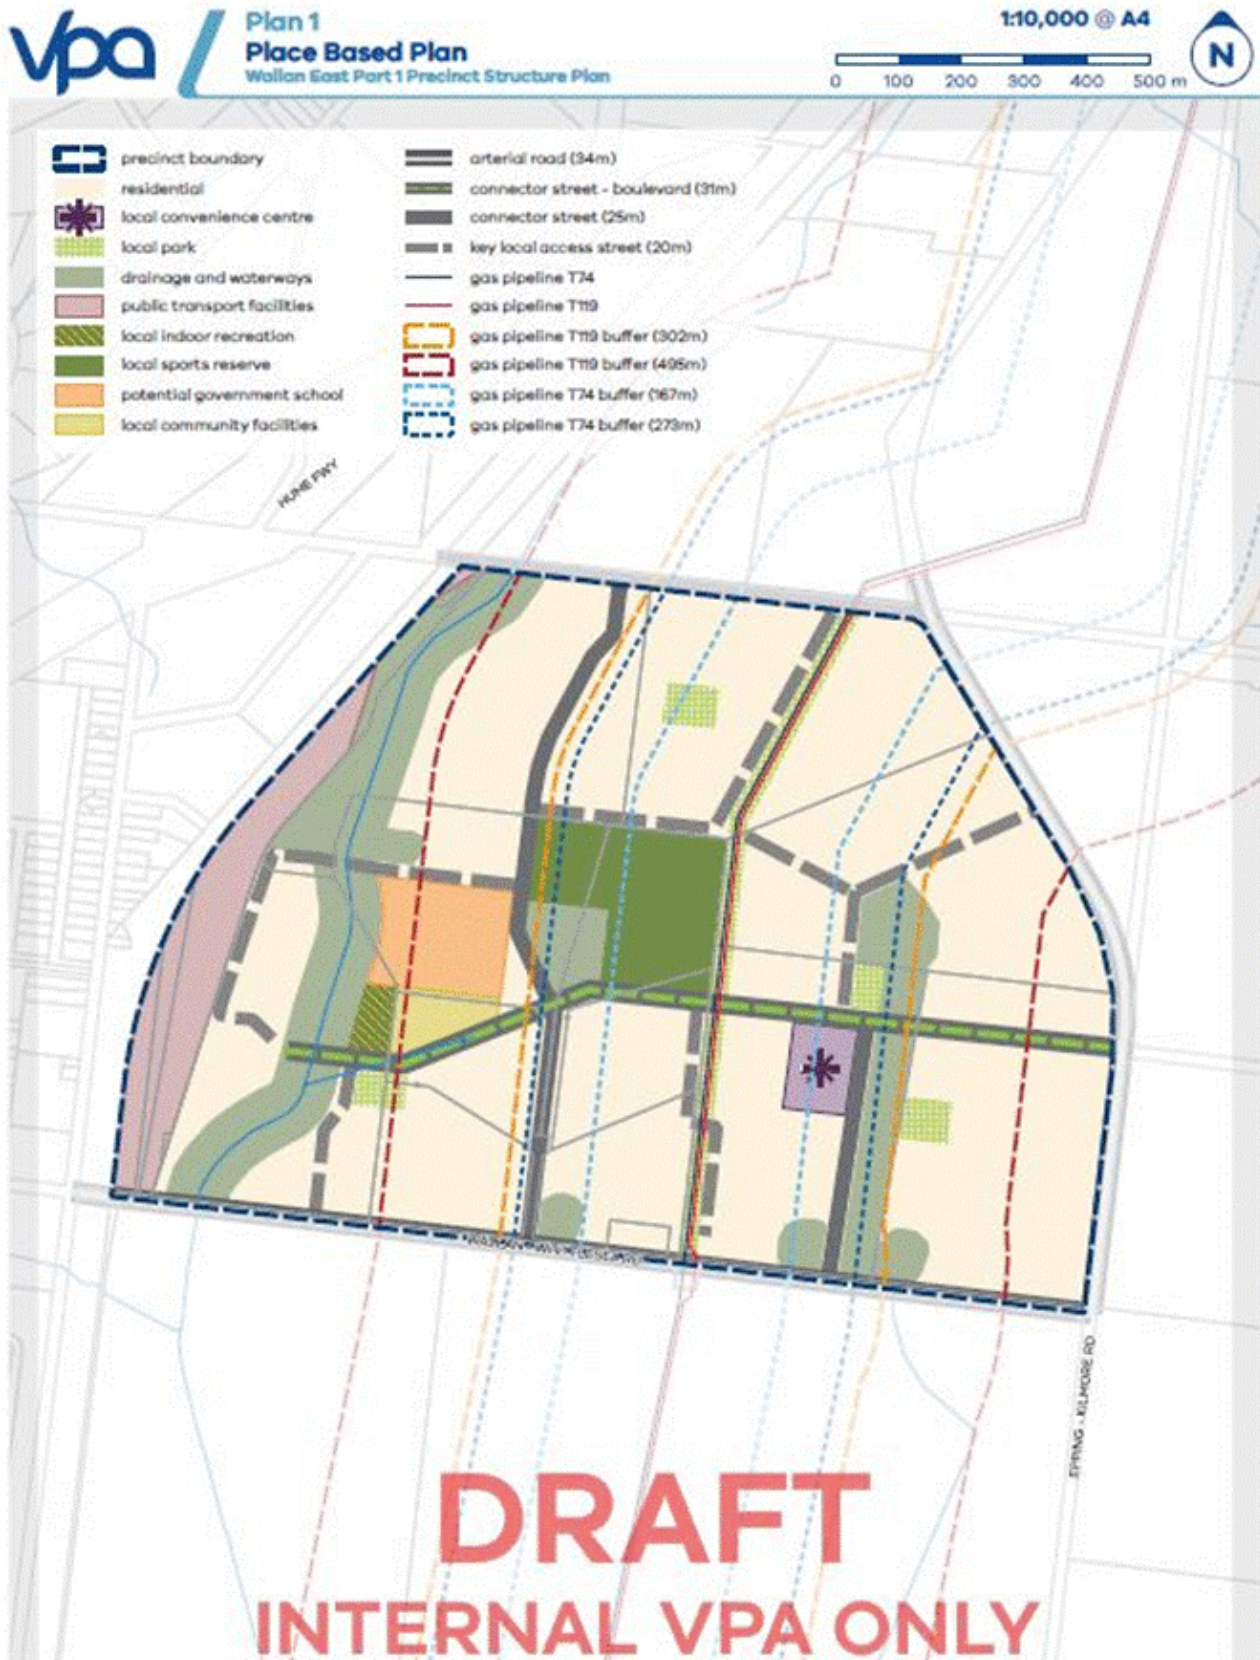 vpa
Plan 1
Place Based Plan
Wallan East Part 1 Precinct Structure Plan
1:10,000 @ A4
0 100 200 300 400 500 m
N
precinct boundary
residential
local convenience centre
local park
drainage and waterways
public transport facilities
local indoor recreation
local sports reserve
potential government school
local community facilities
arterial road (34m)
connector street - boulevard (31m)
connector street (25m)
key local access street (20m)
gas pipeline T74
gas pipeline T119
gas pipeline T119 buffer (302m)
gas pipeline T119 buffer (495m)
gas pipeline T74 buffer (167m)
gas pipeline T74 buffer (273m)
HUME FWY
EPPING - KILMORE RD
DRAFT
INTERNAL VPA ONLY